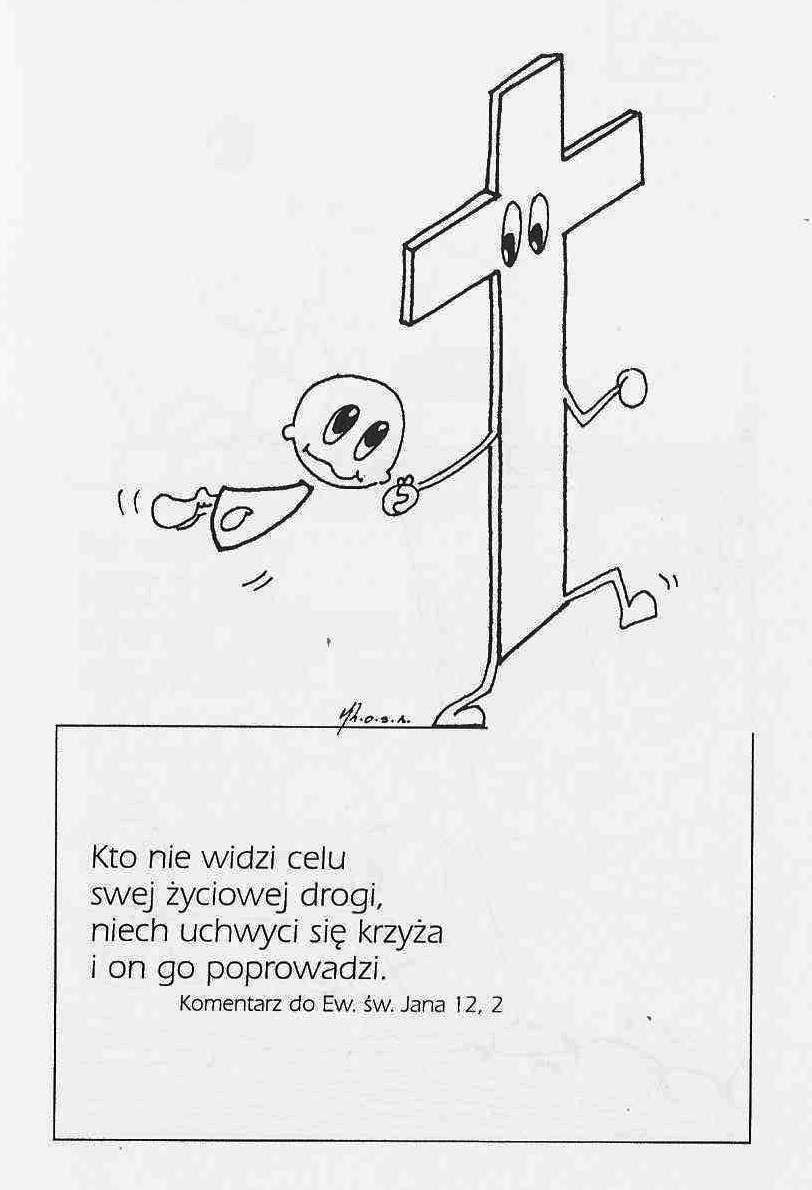 Kto nie widzi celu
swej życiowej drogi,
niech uchwyci się krzyża
i on go poprowadzi.
Komentarz do Ew. św. Jana 12, 2